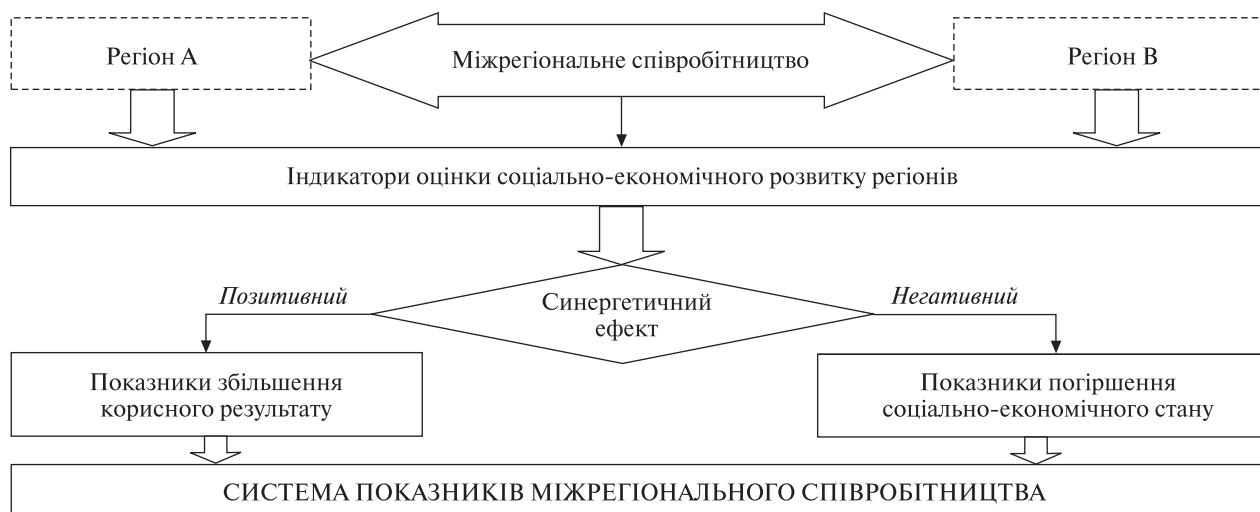 Регіон А
Міжрегіональне співробітництво
Регіон В
Індикатори оцінки соціально-економічного розвитку регіонів
Позитивний
Синергетичний
ефект
Негативний
Показники збільшення
корисного результату
Показники погіршення
соціально-економічного стану
СИСТЕМА ПОКАЗНИКІВ МІЖРЕГІОНАЛЬНОГО СПІВРОБІТНИЦТВА